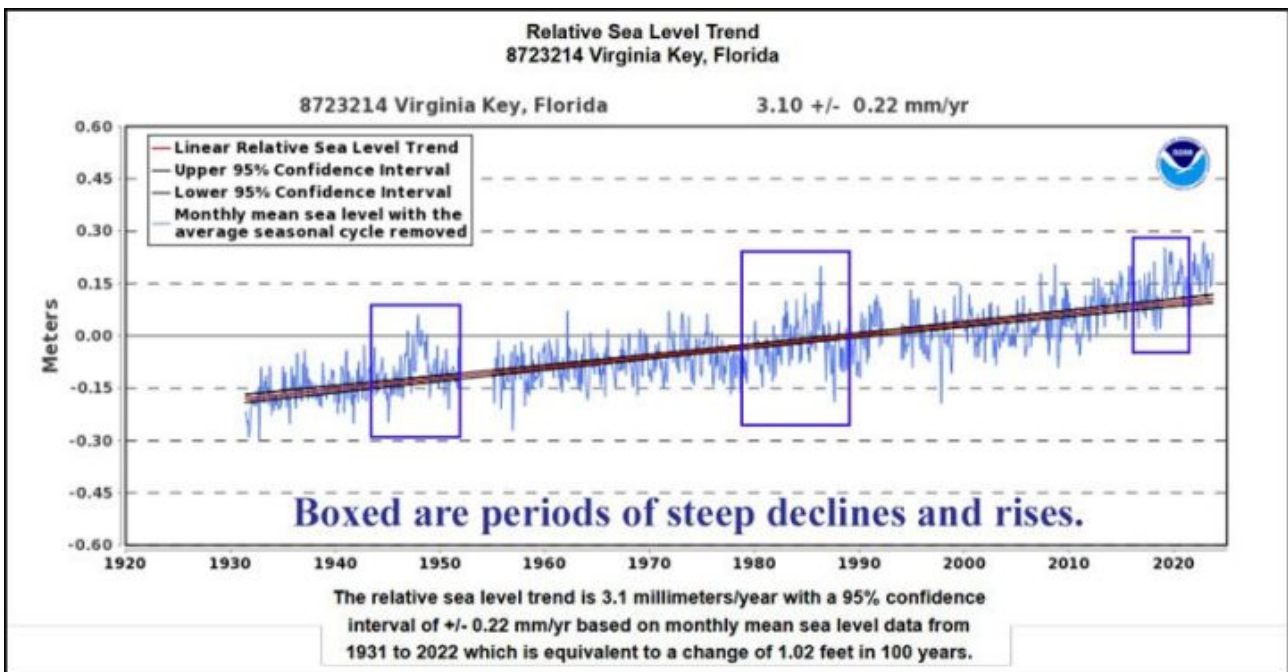 Relative Sea Level Trend
8723214 Virginia Key, Florida
8723214 Virginia Key, Florida 3.10 +/- 0.22 mm/yr
Linear Relative Sea Level Trend
Upper 95% Confidence Interval
Lower 95% Confidence Interval
Monthly mean sea level with the
average seasonal cycle removed
Meters
0.60
0.45
0.30
0.15
0.00
-0.15
-0.30
-0.45
-0.60
Boxed are periods of steep declines and rises.
1920 1930 1940 1950 1960 1970 1980 1990 2000 2010 2020
The relative sea level trend is 3.1 millimeters/year with a 95% confidence
interval of +/- 0.22 mm/yr based on monthly mean sea level data from
1931 to 2022 which is equivalent to a change of 1.02 feet in 100 years.